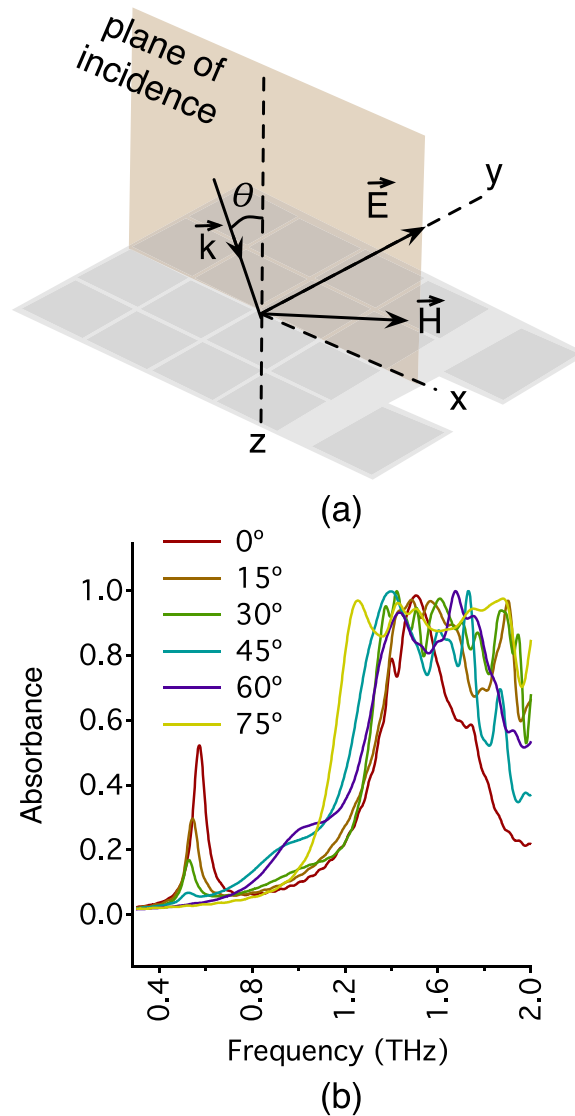 plane of
incidence
θ
k
E
y
H
x
z
(a)
0º
15º
30º
45º
60º
75º
Absorbance
1.0
0.8
0.6
0.4
0.2
0.0
0.4
0.8
1.2
1.6
2.0
Frequency (THz)
(b)